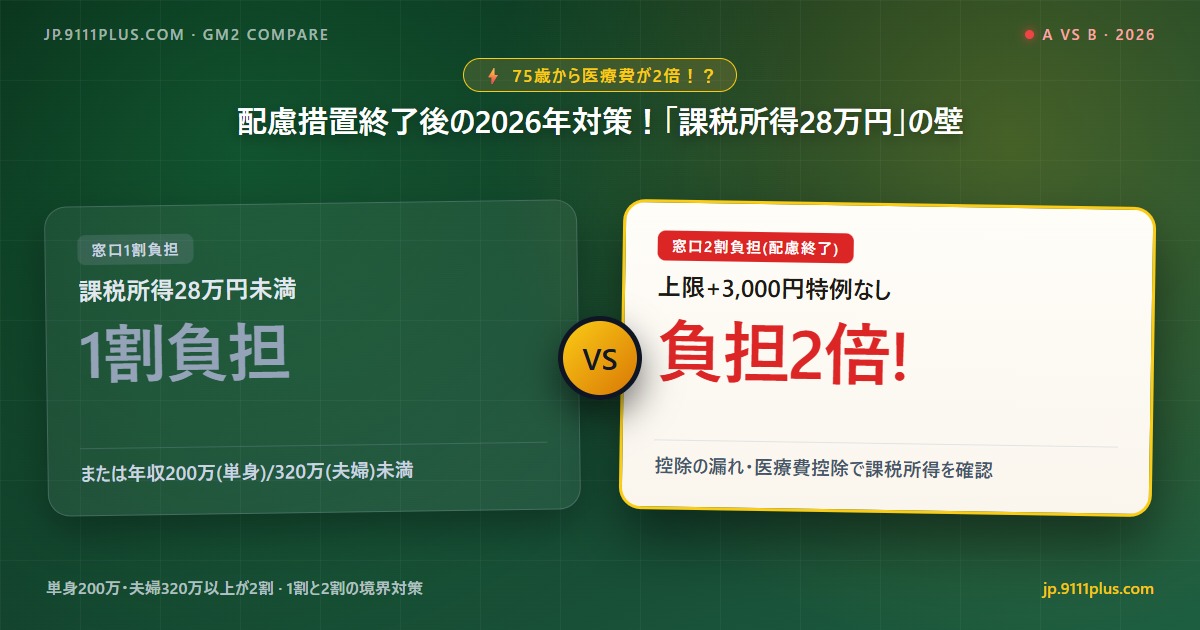 JP.9111PLUS.COM · GM2 COMPARE
A VS B · 2026
75歳から医療費が2倍！？
配慮措置終了後の2026年対策！「課税所得28万円」の壁
窓口1割負担
課税所得28万円未満
1割負担
または年収200万(単身)/320万(夫婦)未満
VS
窓口2割負担(配慮終了)
上限+3,000円特例なし
負担2倍!
控除の漏れ・医療費控除で課税所得を確認
単身200万・夫婦320万以上が2割 · 1割と2割の境界対策
jp.9111plus.com